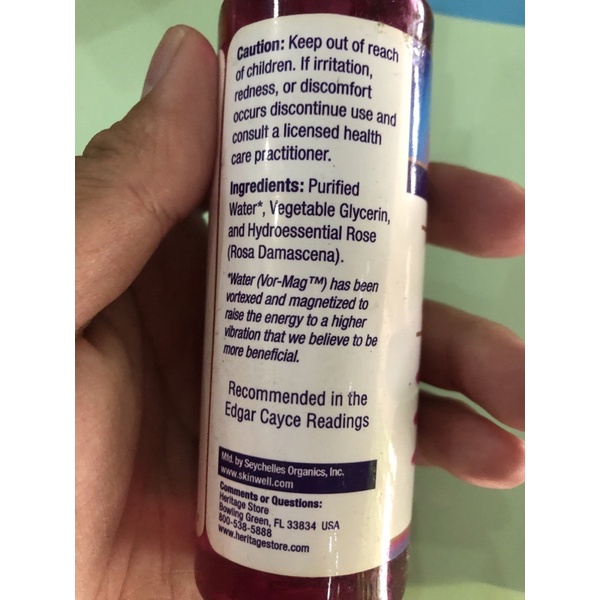 Caution: Keep out of reach
of children. If irritation,
redness, or discomfort
occurs discontinue use and
consult a licensed health
care practitioner.
Ingredients: Purified
Water*, Vegetable Glycerin,
and Hydroessential Rose
(Rosa Damascena).
*Water (Vor-Mag™) has been
vortexed and magnetized to
raise the energy to a higher
vibration that we believe to be
more beneficial.
Recommended in the
Edgar Cayce Readings
Mfd. by Seychelles Organics, Inc.
www.skinwell.com
Comments or Questions:
Heritage Store
Bowling Green, FL 33834 USA
800-538-5888
www.heritagestore.com